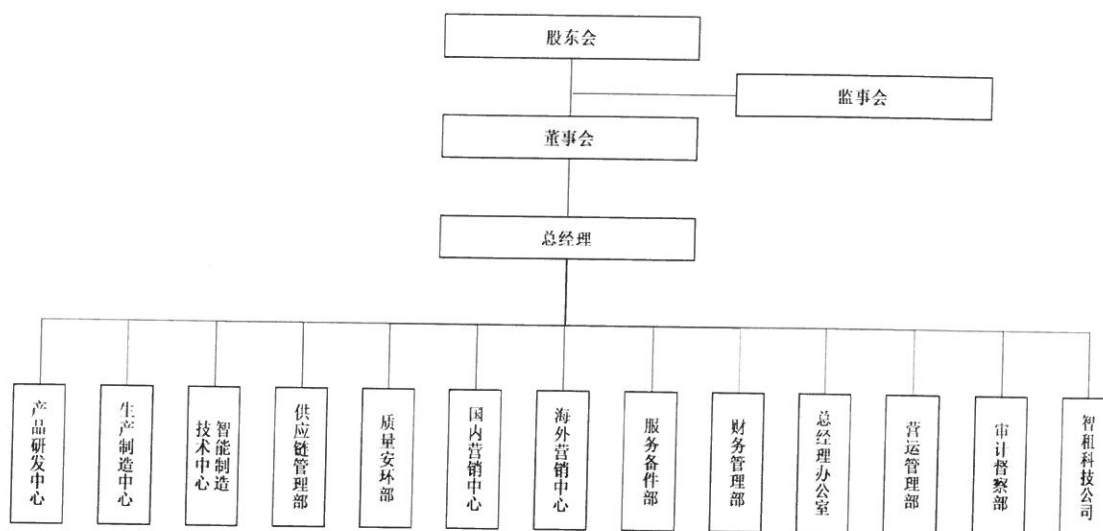 股东会
监事会
董事会
总经理
产品研发中心
生产制造中心
智能制造
技术中心
供应链管理部
质量安环部
国内营销中心
海外营销中心
服务备件部
财务管理部
总经理办公室
营运管理部
审计督察部
智租科技公司